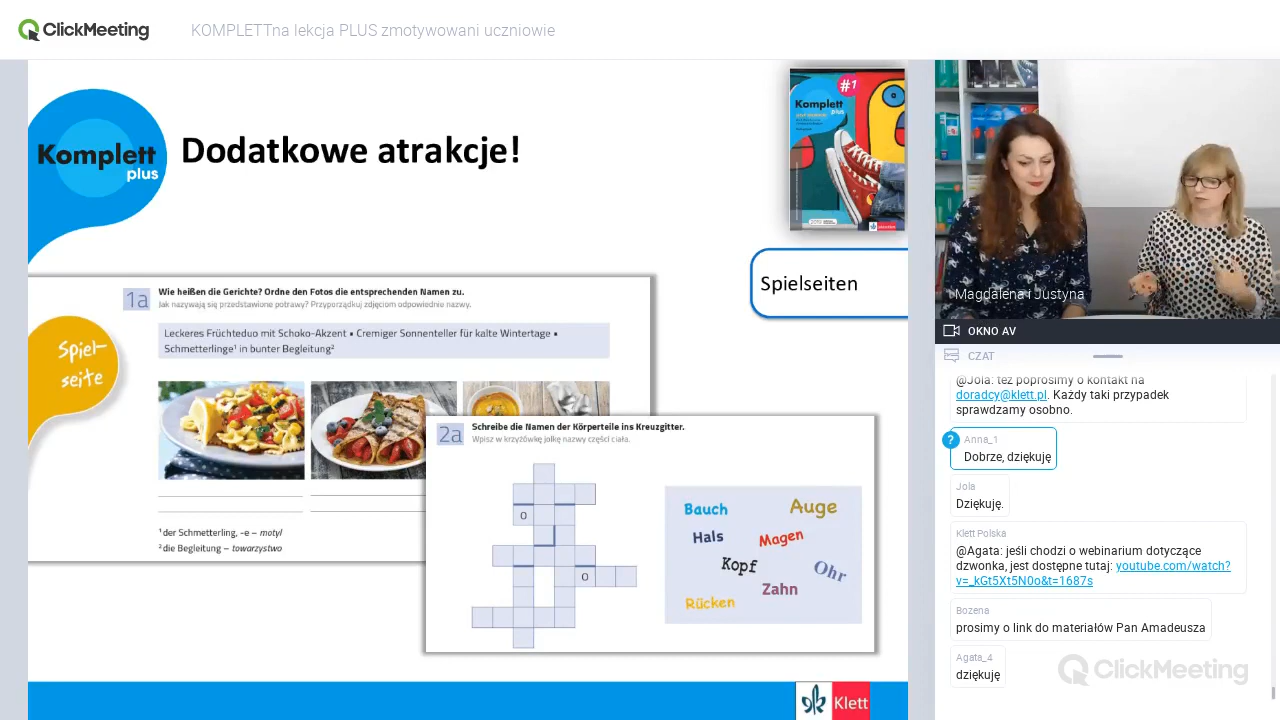 ClickMeeting
KOMPLETTna lekcja PLUS zmotywowani uczniowie
Komplett
plus
Dodatkowe atrakcje!
#1
Komplett
plus
Spielseiten
1a
Wie heißen die Gerichte? Ordne den Fotos die entsprechenden Namen zu.
Jak nazywają się przedstawione potrawy? Przyporządkuj zdjęciom odpowiednie nazwy.
Leckeres Früchteduo mit Schoko-Akzent ▪ Cremiger Sonnenteller für kalte Wintertage ▪
Schmetterlinge¹ in bunter Begleitung²
Spiel-
seite
¹ der Schmetterling, -e – motyl
² die Begleitung – towarzystwo
2a
Schreibe die Namen der Körperteile ins Kreuzgitter.
Wpisz w krzyżówkę jolkę nazwy części ciała.
O
O
Bauch
Auge
Hals
Magen
Kopf
Ohr
Zahn
Rücken
Klett
Magdalena i Justyna
OKNO AV
CZAT
@Jola: też poprosimy o kontakt na
doradcy@klett.pl. Każdy taki przypadek
sprawdzamy osobno.
?
Anna_1
Dobrze, dziękuję
Jola
Dziękuję.
Klett Polska
@Agata: jeśli chodzi o webinarium dotyczące
dzwonka, jest dostępne tutaj: youtube.com/watch?
v=_kGt5Xt5N0o&t=1687s
Bozena
prosimy o link do materiałów Pan Amadeusza
Agata_4
dziękuję
ClickMeeting